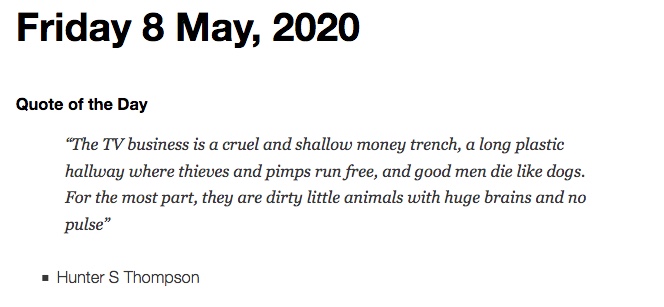 Friday 8 May, 2020
Quote of the Day
“The TV business is a cruel and shallow money trench, a long plastic
hallway where thieves and pimps run free, and good men die like dogs.
For the most part, they are dirty little animals with huge brains and no
pulse”
▪ Hunter S Thompson